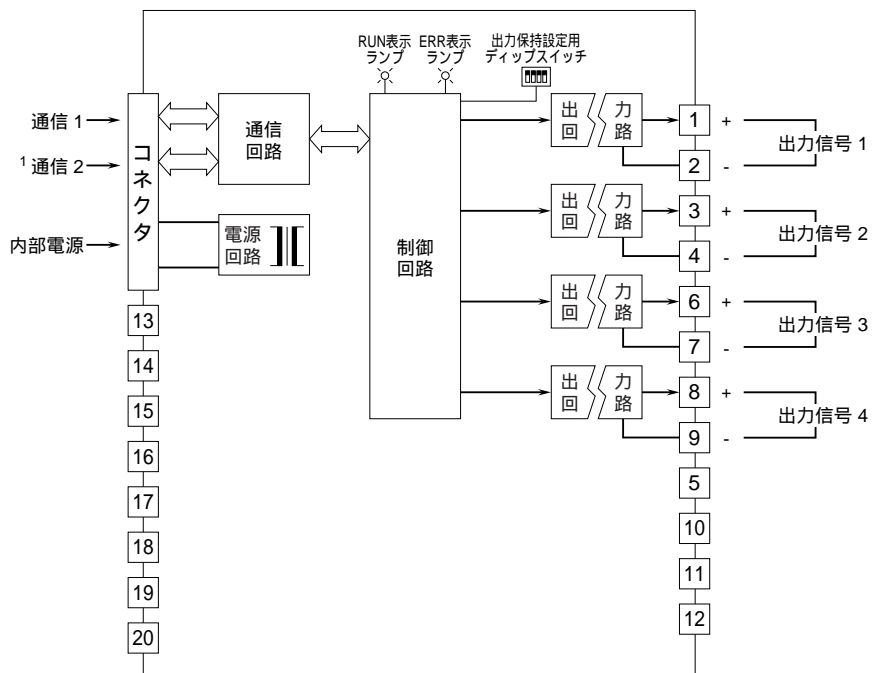 RUN表示
ランプ
ERR表示
ランプ
出力保持設定用
ディップスイッチ
通信 1
1 通信 2
内部電源
コネクタ
通信
回路
電源
回路
制御
回路
出 力
回 路
1 +
2 -
出力信号 1
出 力
回 路
3 +
4 -
出力信号 2
出 力
回 路
6 +
7 -
出力信号 3
出 力
回 路
8 +
9 -
出力信号 4
5
10
11
12
13
14
15
16
17
18
19
20